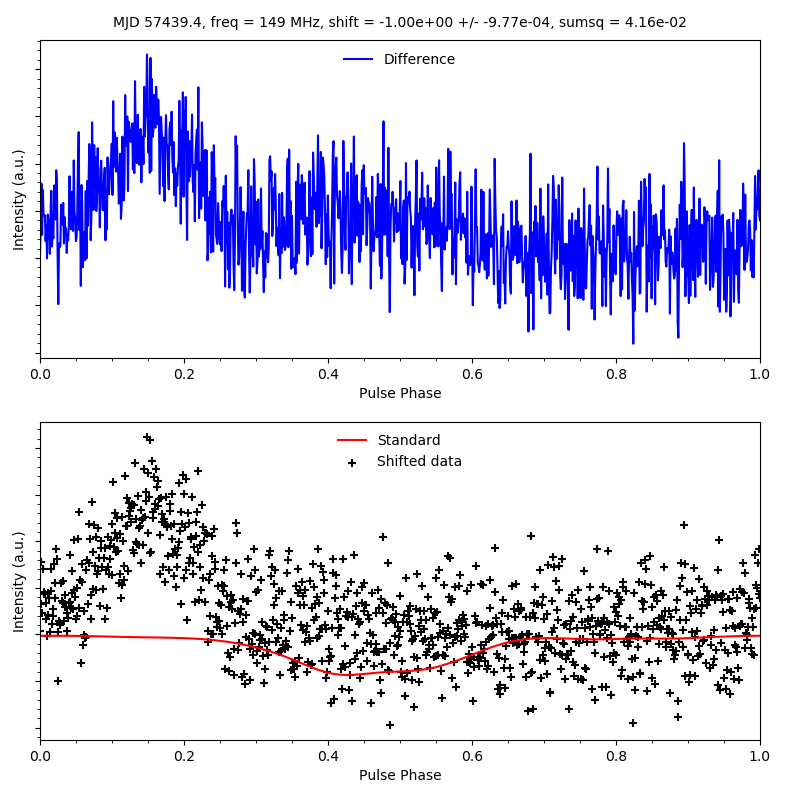 MJD 57439.4, freq = 149 MHz, shift = -1.00e+00 +/- -9.77e-04, sumsq = 4.16e-02
Difference
Intensity (a.u.)
0.0 0.2 0.4 0.6 0.8 1.0
Pulse Phase
Standard
Shifted data
Intensity (a.u.)
0.0 0.2 0.4 0.6 0.8 1.0
Pulse Phase